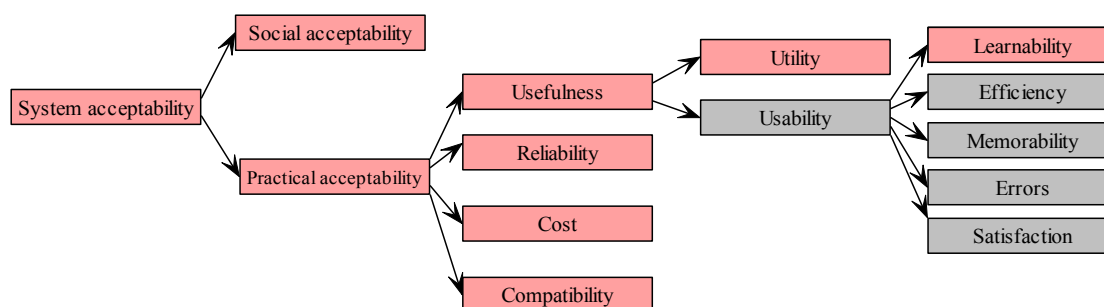 Social acceptability
Learnability
Utility
Efficiency
Usefulness
System acceptability
Usability
Memorability
Reliability
Practical acceptability
Errors
Cost
Satisfaction
Compatibility